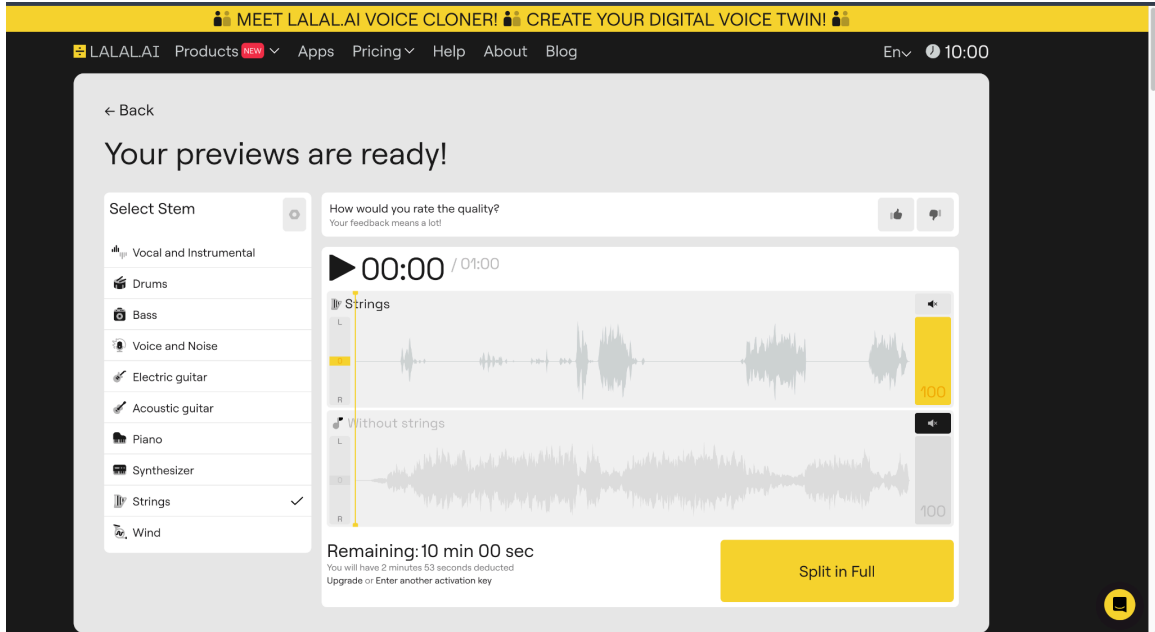 MEET LALAL.AI VOICE CLONER! CREATE YOUR DIGITAL VOICE TWIN!
LALAL.AI Products NEW Apps Pricing Help About Blog En 10:00
← Back
Your previews are ready!
Select Stem
Vocal and Instrumental
Drums
Bass
Voice and Noise
Electric guitar
Acoustic guitar
Piano
Synthesizer
Strings
Wind
How would you rate the quality?
Your feedback means a lot!
00:00 / 01:00
Strings
L
0
R
100
Without strings
L
0
R
100
Remaining: 10 min 00 sec
You will have 2 minutes 53 seconds deducted
Upgrade or Enter another activation key
Split in Full